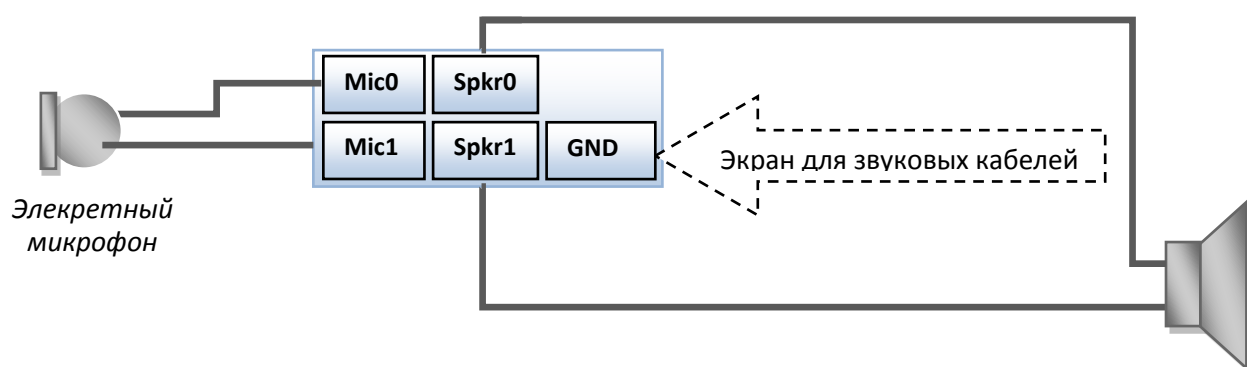 Mic0 Spkr0
Mic1 Spkr1 GND
Экран для звуковых кабелей
Элекретный
микрофон